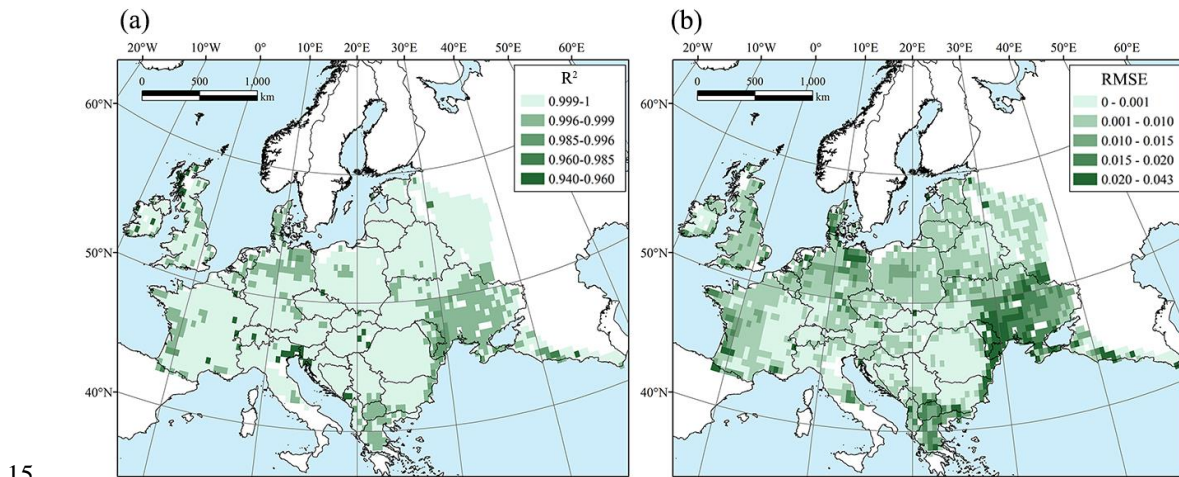 (a)
(b)
20°W 10°W 0° 10°E 20°E 30°E 40°E 50°E 60°E
20°W 10°W 0° 10°E 20°E 30°E 40°E 50°E 60°E
0 500 1,000
km
0 500 1,000
km
R²
0.999-1
0.996-0.999
0.985-0.996
0.960-0.985
0.940-0.960
RMSE
0 - 0.001
0.001 - 0.010
0.010 - 0.015
0.015 - 0.020
0.020 - 0.043
60°N
60°N
50°N
50°N
40°N
40°N
15